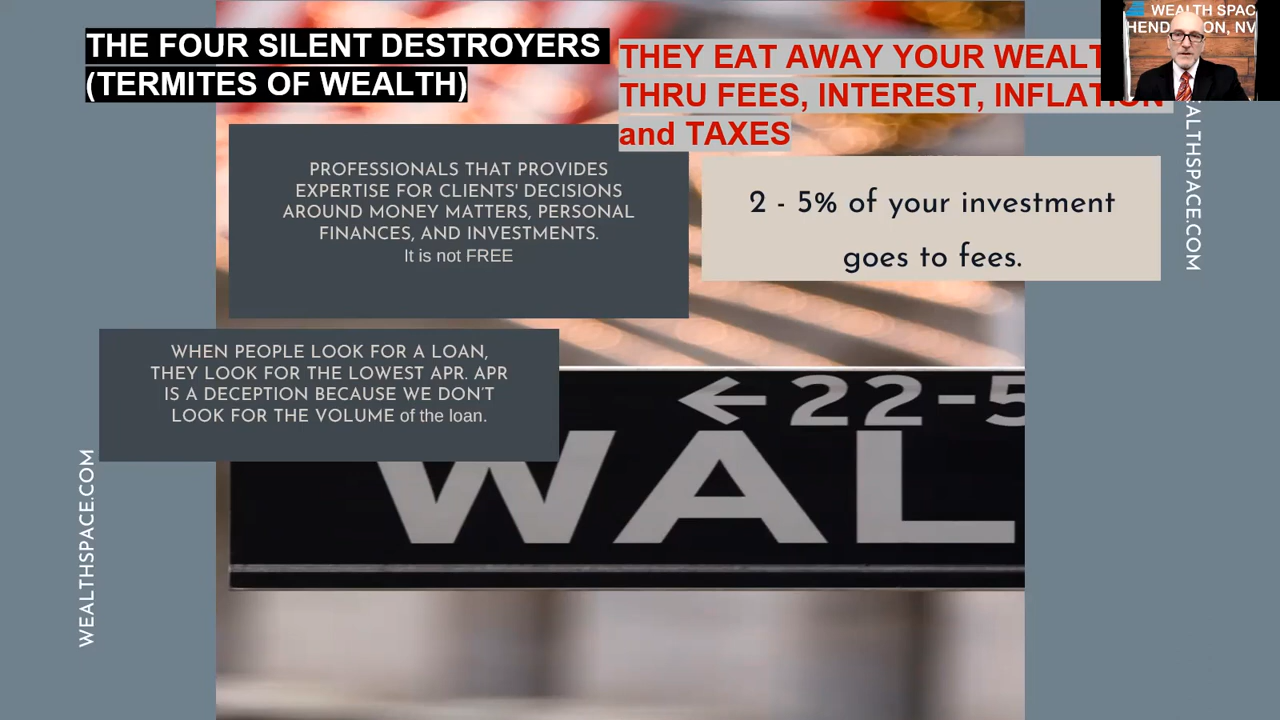 THE FOUR SILENT DESTROYERS
(TERMITES OF WEALTH)
THEY EAT AWAY YOUR WEALT
THRU FEES, INTEREST, INFLATION
and TAXES
WEALTH SPAC
HEND ON, NV
PROFESSIONALS THAT PROVIDES
EXPERTISE FOR CLIENTS' DECISIONS
AROUND MONEY MATTERS, PERSONAL
FINANCES, AND INVESTMENTS.
It is not FREE
2 - 5% of your investment
goes to fees.
WHEN PEOPLE LOOK FOR A LOAN,
THEY LOOK FOR THE LOWEST APR. APR
IS A DECEPTION BECAUSE WE DON'T
LOOK FOR THE VOLUME of the loan.
←22-5
WAL
WEALTHSPACE.COM
ALTHSPACE.COM